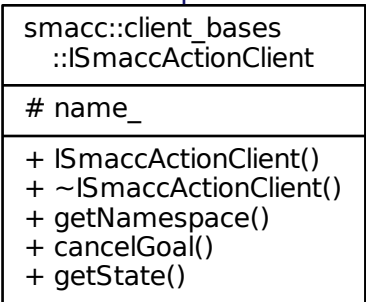 smacc::client_bases
::ISmaccActionClient
# name_
+ ISmaccActionClient()
+ ~ISmaccActionClient()
+ getNamespace()
+ cancelGoal()
+ getState()